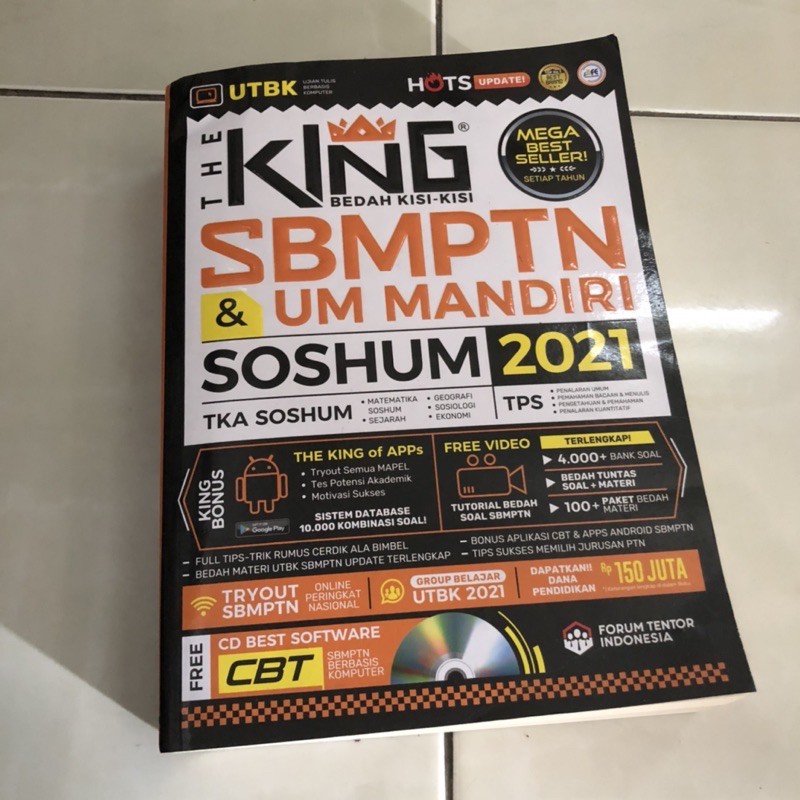 UTBK
UJIAN TULIS
BERBASIS
KOMPUTER
HOTS UPDATE!
THE KING®
BEDAH KISI-KISI
MEGA
BEST
SELLER!
SETIAP TAHUN
SBMPTN
& UM MANDIRI
SOSHUM 2021
TKA SOSHUM
• MATEMATIKA
SOSHUM
• SEJARAH
• GEOGRAFI
• SOSIOLOGI
• EKONOMI
TPS
• PENALARAN UMUM
• PEMAHAMAN BACAAN & MENULIS
• PENGETAHUAN & PEMAHAMAN
• PENALARAN KUANTITATIF
KING
BONUS
THE KING of APPs
• Tryout Semua MAPEL
• Tes Potensi Akademik
• Motivasi Sukses
Google Play
SISTEM DATABASE
10.000 KOMBINASI SOAL!
FREE VIDEO
TUTORIAL BEDAH
SOAL SBMPTN
TERLENGKAP!
4.000+ BANK SOAL
BEDAH TUNTAS
SOAL + MATERI
100+ PAKET BEDAH
MATERI
– FULL TIPS-TRIK RUMUS CERDIK ALA BIMBEL
– BEDAH MATERI UTBK SBMPTN UPDATE TERLENGKAP
– BONUS APLIKASI CBT & APPS ANDROID SBMPTN
– TIPS SUKSES MEMILIH JURUSAN PTN
TRYOUT
SBMPTN
ONLINE
PERINGKAT
NASIONAL
GROUP BELAJAR
UTBK 2021
DAPATKAN!!
DANA
PENDIDIKAN
Rp 150 JUTA
FREE
CD BEST SOFTWARE
CBT
SBMPTN
BERBASIS
KOMPUTER
FORUM TENTOR
INDONESIA